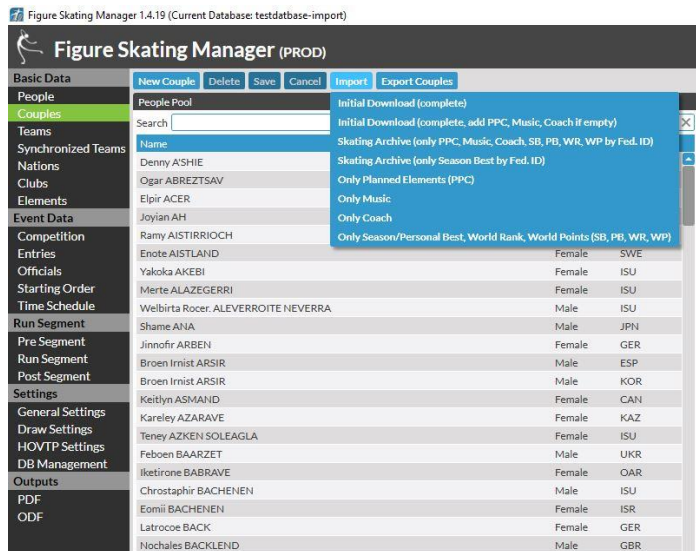 Figure Skating Manager 1.4.19 (Current Database: testdatbase-import)
Figure Skating Manager (PROD)
Basic Data
People
Couples
Teams
Synchronized Teams
Nations
Clubs
Elements
Event Data
Competition
Entries
Officials
Starting Order
Time Schedule
Run Segment
Pre Segment
Run Segment
Post Segment
Settings
General Settings
Draw Settings
HOVTP Settings
DB Management
Outputs
PDF
ODF
New Couple Delete Save Cancel Import Export Couples
People Pool
Search
Name
Initial Download (complete)
Initial Download (complete, add PPC, Music, Coach if empty)
Skating Archive (only PPC, Music, Coach, SB, PB, WR, WP by Fed. ID)
Skating Archive (only Season Best by Fed. ID)
Only Planned Elements (PPC)
Only Music
Only Coach
Only Season/Personal Best, World Rank, World Points (SB, PB, WR, WP)
Denny A'SHIE
Ogar ABREZTSAV
Elpir ACER
Joyian AH
Ramy AISTIRRIOCH
Enote AISTLAND Female SWE
Yakoka AKEBI Female ISU
Merte ALAZEGERRI Female ISU
Welbirta Rocer. ALEVERROITE NEVERRA Male ISU
Shame ANA Male JPN
Jinnofir ARBEN Female GER
Broen Irnist ARSIR Male ESP
Broen Irnist ARSIR Male KOR
Keitlyn ASMAND Female CAN
Kareley AZARAVE Female KAZ
Teney AZKEN SOLEAGLA Female ISU
Feboen BAARZET Male UKR
Iketirone BABRAVE Female OAR
Chrostaphir BACHENEN Male ISU
Eomii BACHENEN Female ISR
Latrocoe BACK Female GER
Nochales BACKLEND Male GBR